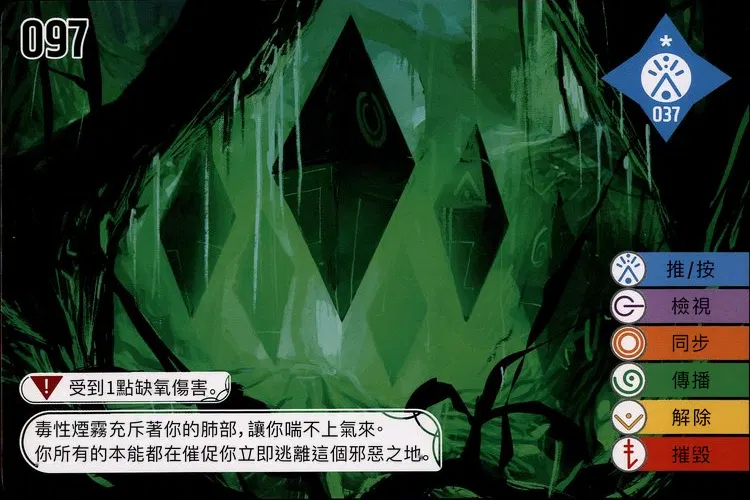 097
*
037
推/按
檢視
同步
傳播
解除
摧毀
! 受到1點缺氧傷害。
毒性煙霧充斥著你的肺部,讓你喘不上氣來。
你所有的本能都在催促你立即逃離這個邪惡之地。